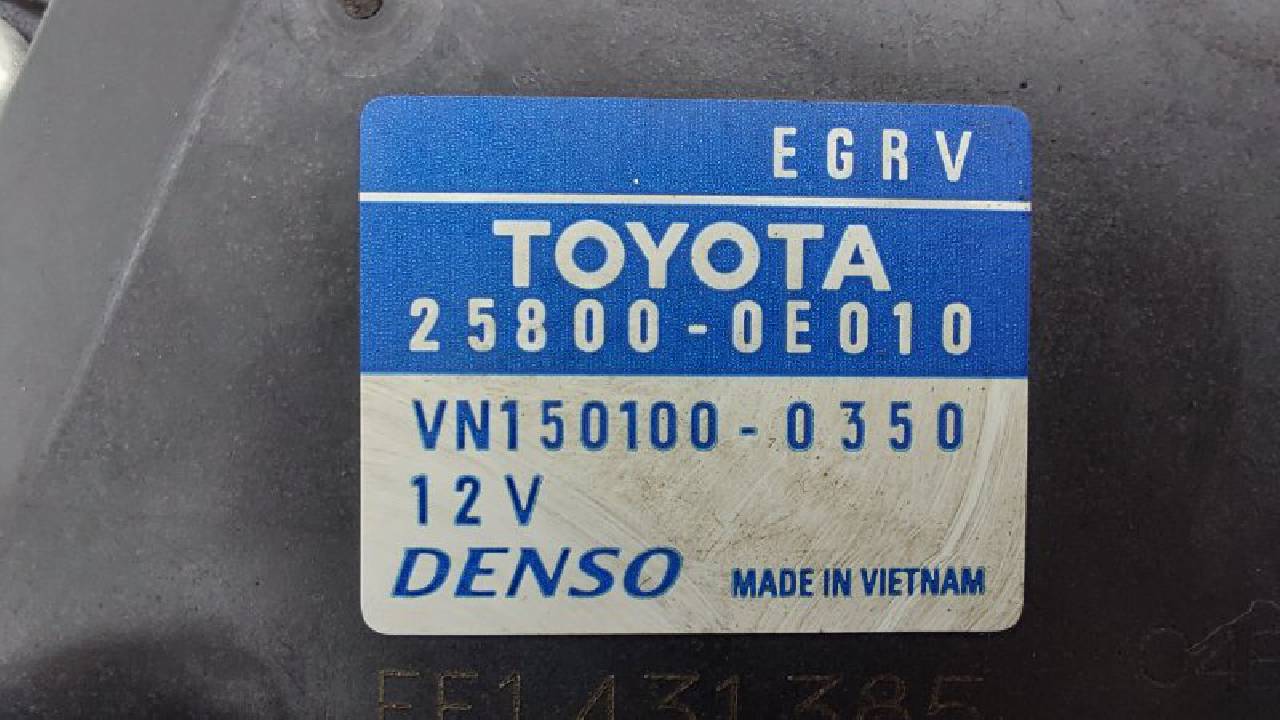 EGRV
TOYOTA
25800-0E010
VN150100-0350
12V
DENSO MADE IN VIETNAM